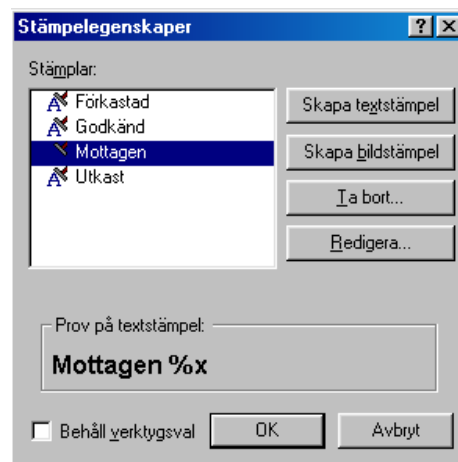 Stämpelegenskaper
Stämplar:
Förkastad
Godkänd
Mottagen
Utkast
Skapa textstämpel
Skapa bildstämpel
Ta bort...
Redigera...
Prov på textstämpel:
Mottagen %x
Behåll verktygsval
OK
Avbryt